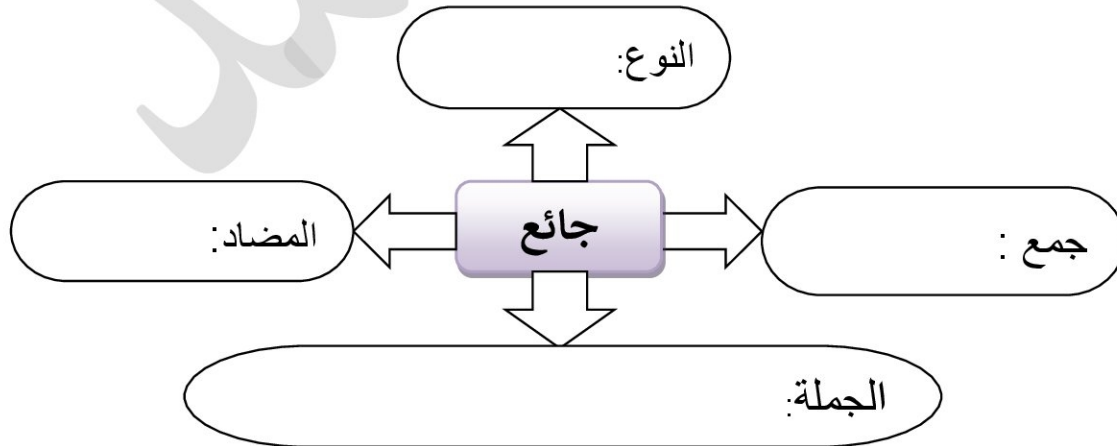 النوع:
جمع :
جائع
المضاد:
الجملة: